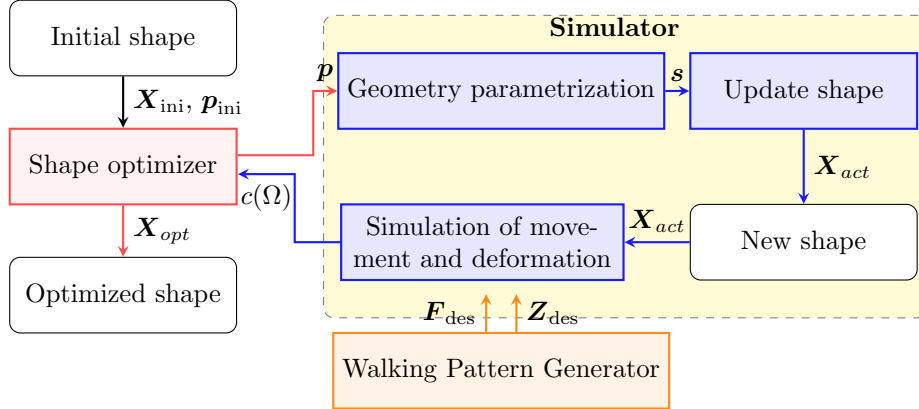 Initial shape
Simulator
p
Geometry parametrization
s
Update shape
X_ini, p_ini
Shape optimizer
c(Ω)
X_act
X_opt
Simulation of move-
ment and deformation
X_act
New shape
Optimized shape
F_des
Z_des
Walking Pattern Generator